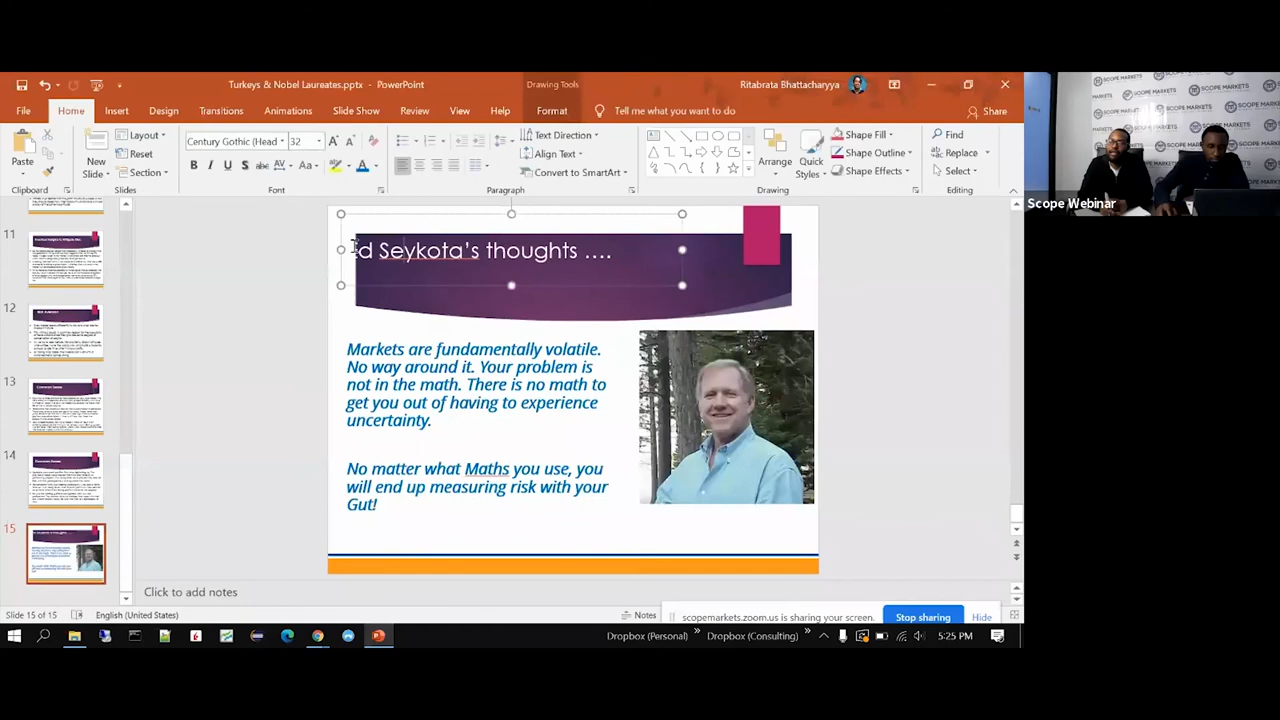 Turkeys & Nobel Laureates.pptx - PowerPoint
Drawing Tools
Ritabrata Bhattacharyya
File Home Insert Design Transitions Animations Slide Show Review View Help Format Tell me what you want to do
Share
Paste
Clipboard
New
Slide
Layout
Reset
Section
Slides
Century Gothic (Head 32
B I U S abc AV Aa A
Font
Text Direction
Align Text
Convert to SmartArt
Paragraph
Arrange
Quick
Styles
Shape Fill
Shape Outline
Shape Effects
Drawing
Find
Replace
Select
Editing
11
12
13
14
15
d Seykota's thoughts ....
Markets are fundamentally volatile.
No way around it. Your problem is
not in the math. There is no math to
get you out of having to experience
uncertainty.
No matter what Maths you use, you
will end up measuring risk with your
Gut!
Click to add notes
Slide 15 of 15
English (United States)
Notes
scopemarkets.zoom.us is sharing your screen.
Stop sharing
Hide
Dropbox (Personal) » Dropbox (Consulting) »
5:25 PM
SCOPE MARKETS
Scope Webinar